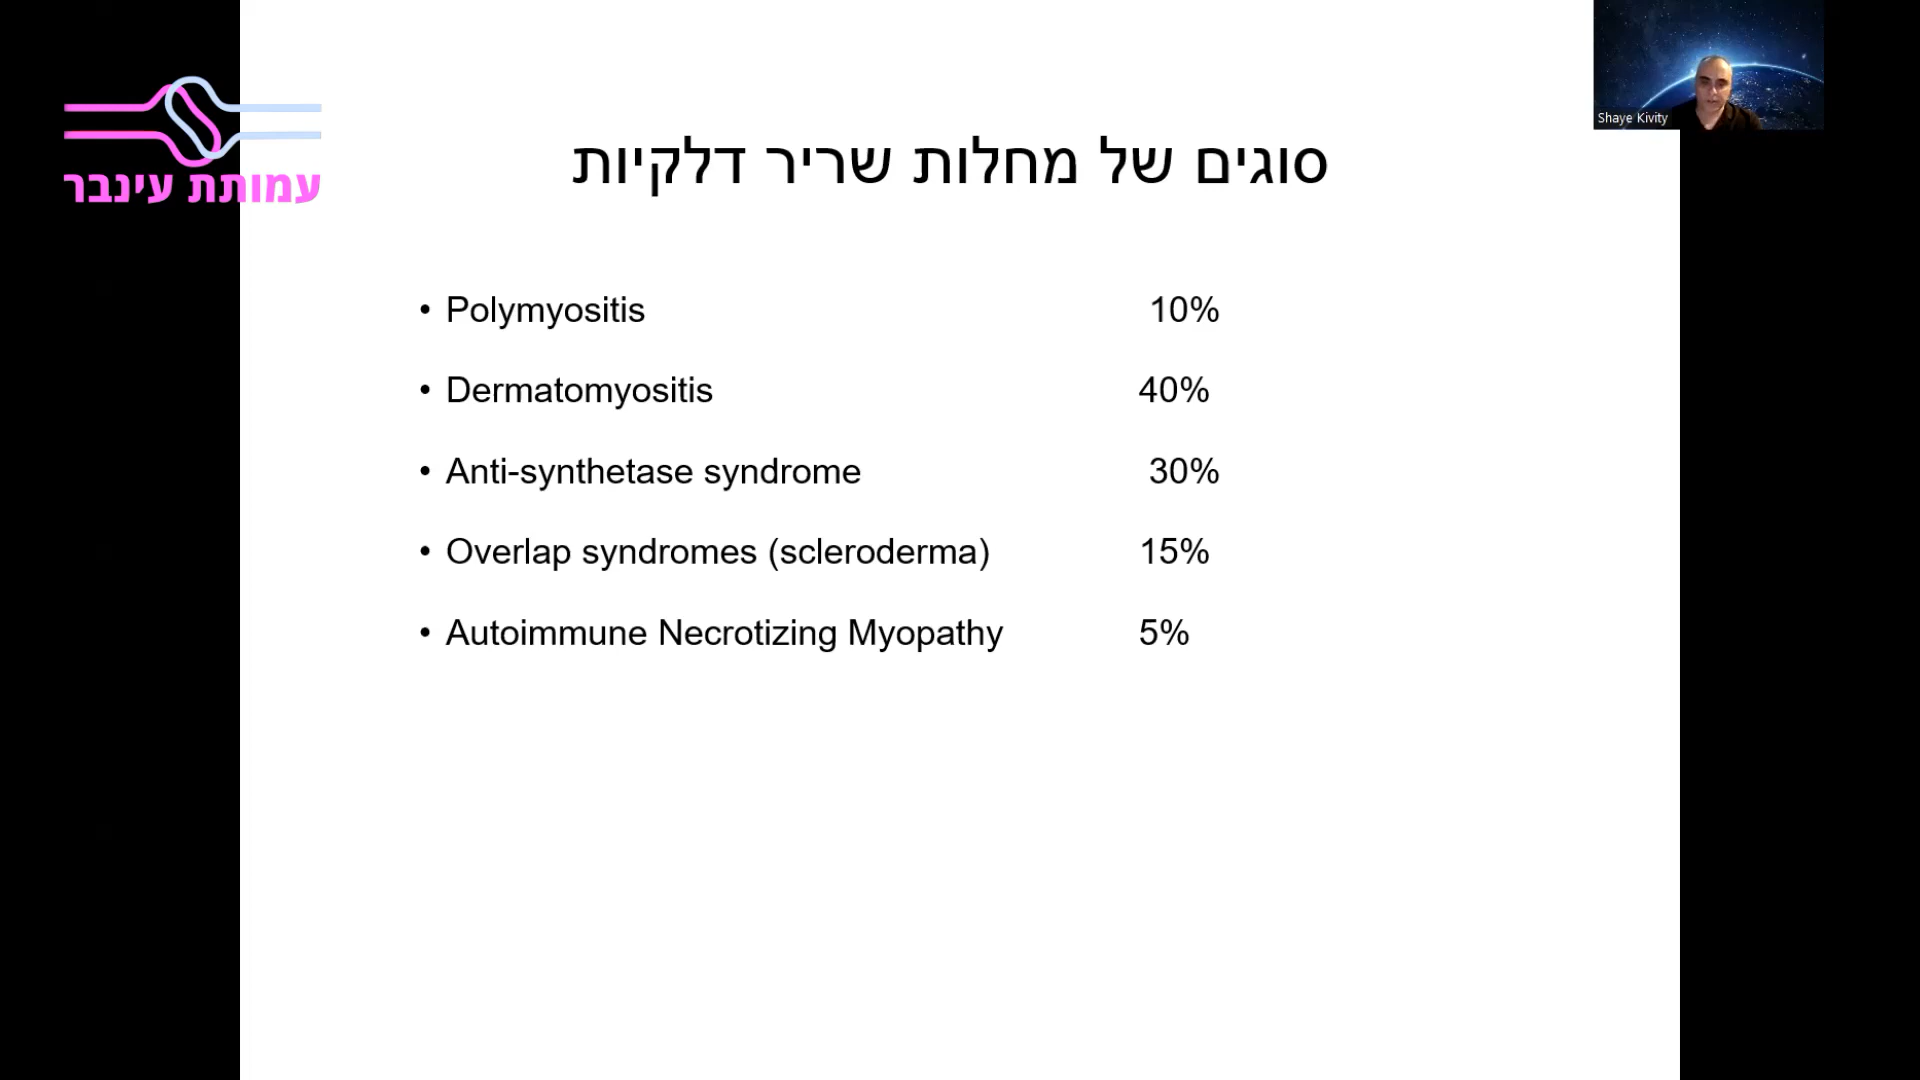 עמותת עינבר
Shaye Kivity
סוגים של מחלות שריר דלקיות
• Polymyositis 10%
• Dermatomyositis 40%
• Anti-synthetase syndrome 30%
• Overlap syndromes (scleroderma) 15%
• Autoimmune Necrotizing Myopathy 5%